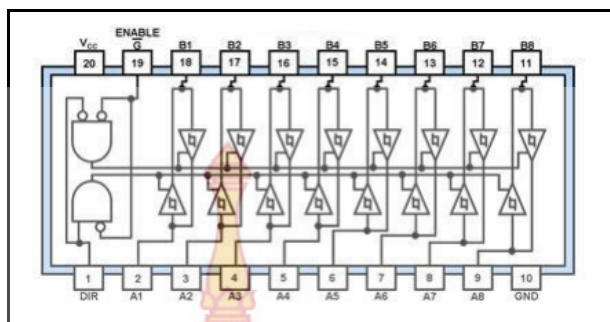 ENABLE
Vcc G̅ B1 B2 B3 B4 B5 B6 B7 B8
20 19 18 17 16 15 14 13 12 11
1 2 3 4 5 6 7 8 9 10
DIR A1 A2 A3 A4 A5 A6 A7 A8 GND